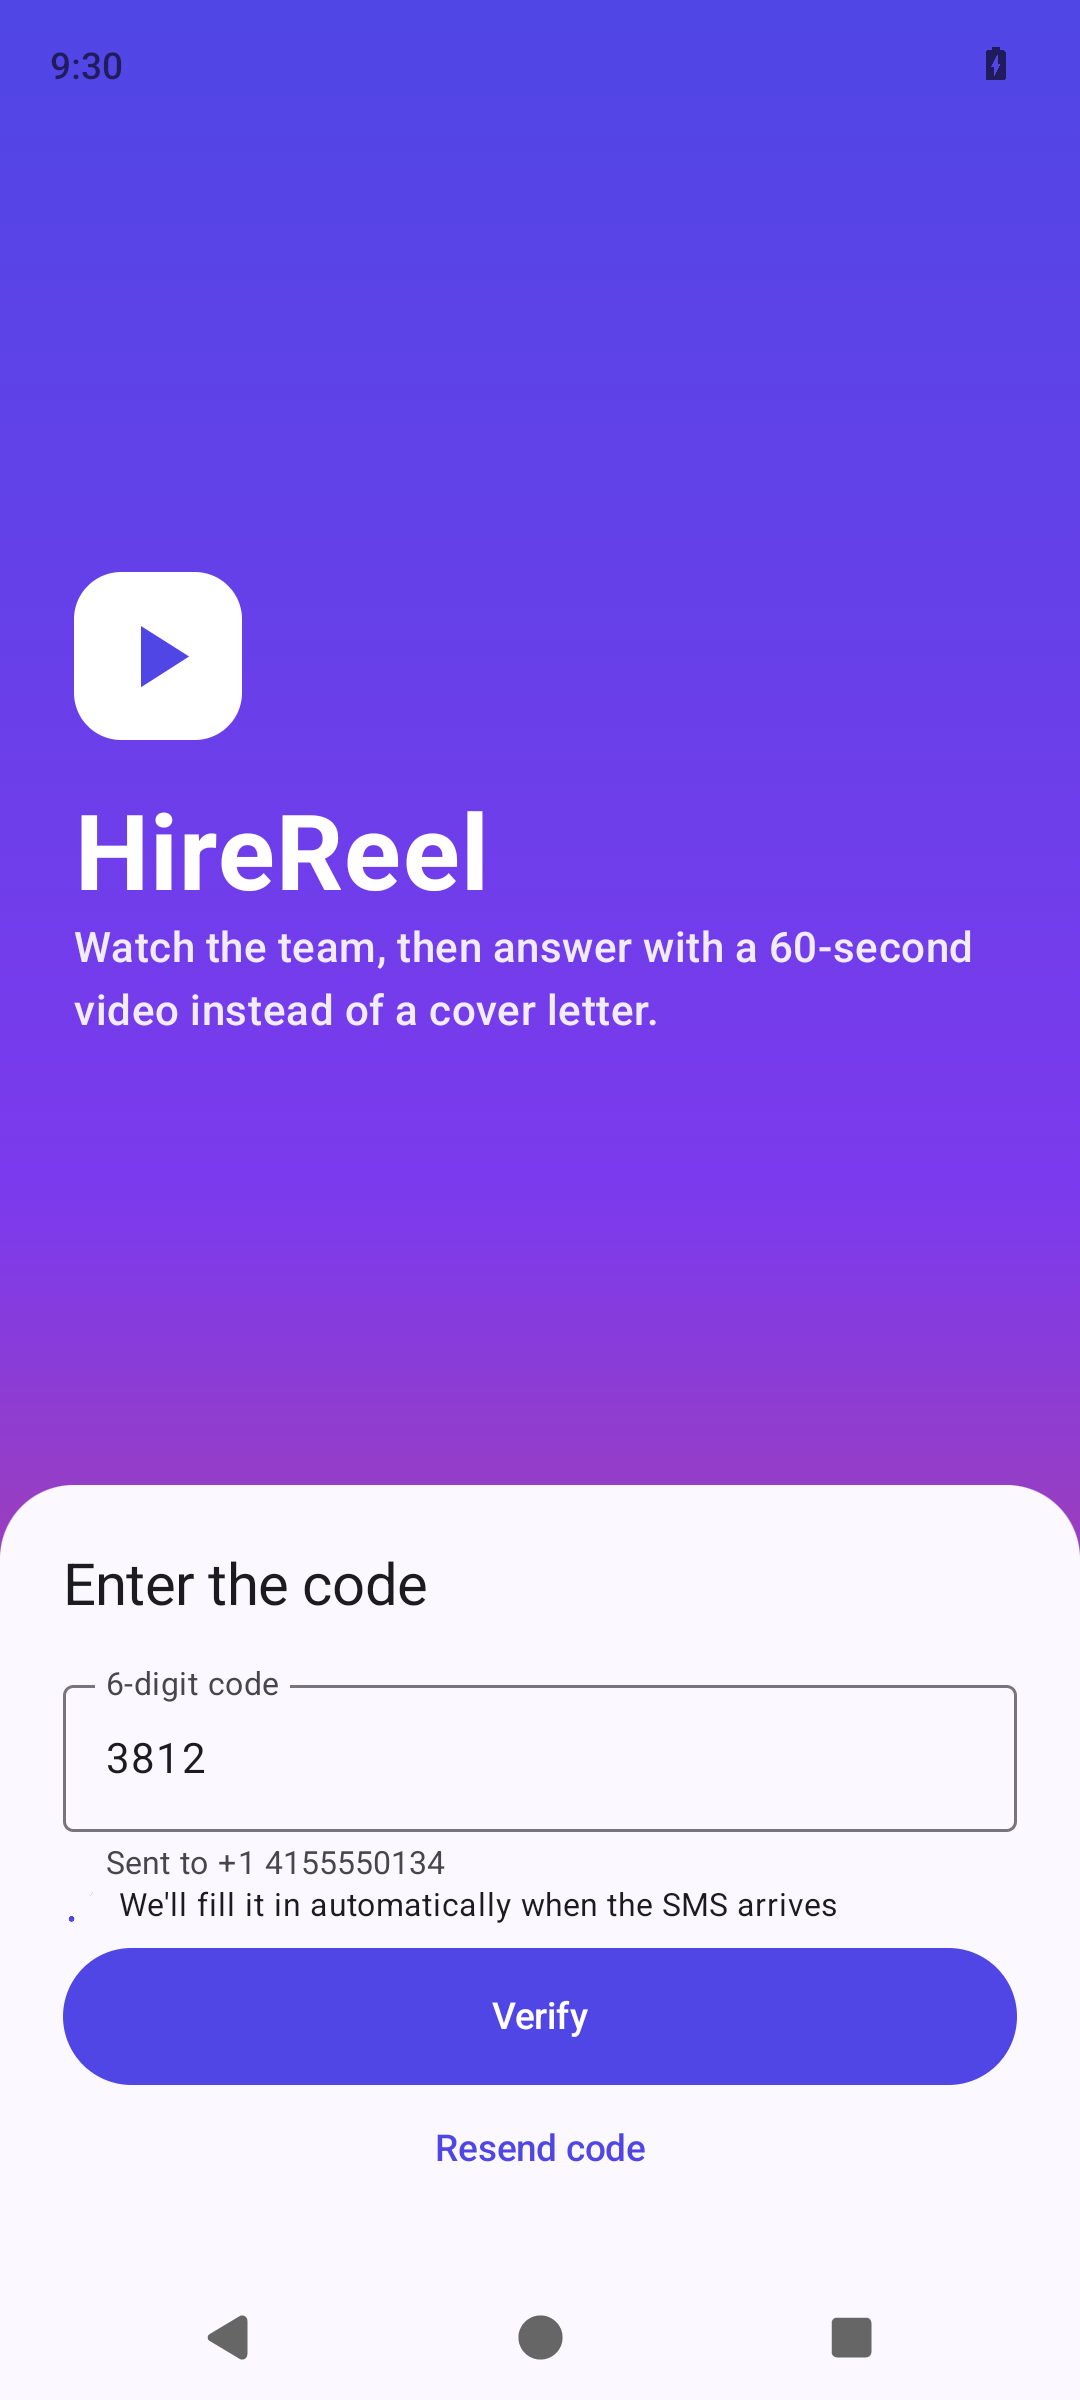 9:30
HireReel
Watch the team, then answer with a 60-second
video instead of a cover letter.
Enter the code
6-digit code
3812
Sent to +1 4155550134
We'll fill it in automatically when the SMS arrives
Verify
Resend code